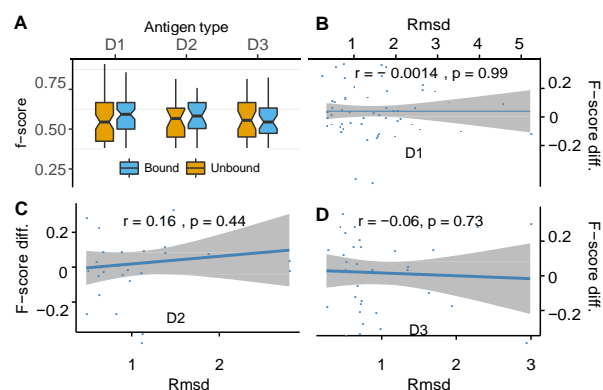 A
Antigen type
D1 D2 D3
0.75
0.50
0.25
f-score
Bound Unbound
B
Rmsd
1 2 3 4 5
r = − 0.0014 , p = 0.99
0.2
0
−0.2
F-score diff.
D1
C
r = 0.16 , p = 0.44
0.2
0
−0.2
F-score diff.
D2
1 2
Rmsd
D
r = −0.06, p = 0.73
0.2
0
−0.2
F-score diff.
D3
1 2 3
Rmsd